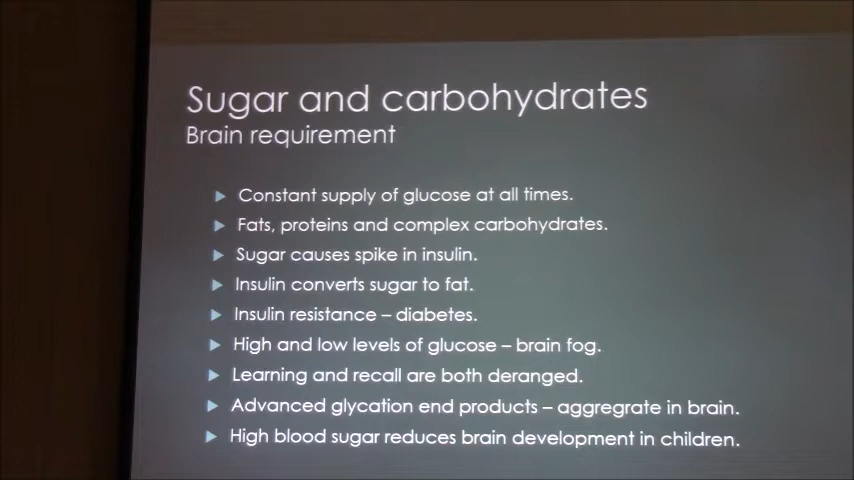 Sugar and carbohydrates
Brain requirement
Constant supply of glucose at all times.
Fats, proteins and complex carbohydrates.
Sugar causes spike in insulin.
Insulin converts sugar to fat.
Insulin resistance – diabetes.
High and low levels of glucose – brain fog.
Learning and recall are both deranged.
Advanced glycation end products – aggregrate in brain.
High blood sugar reduces brain development in children.